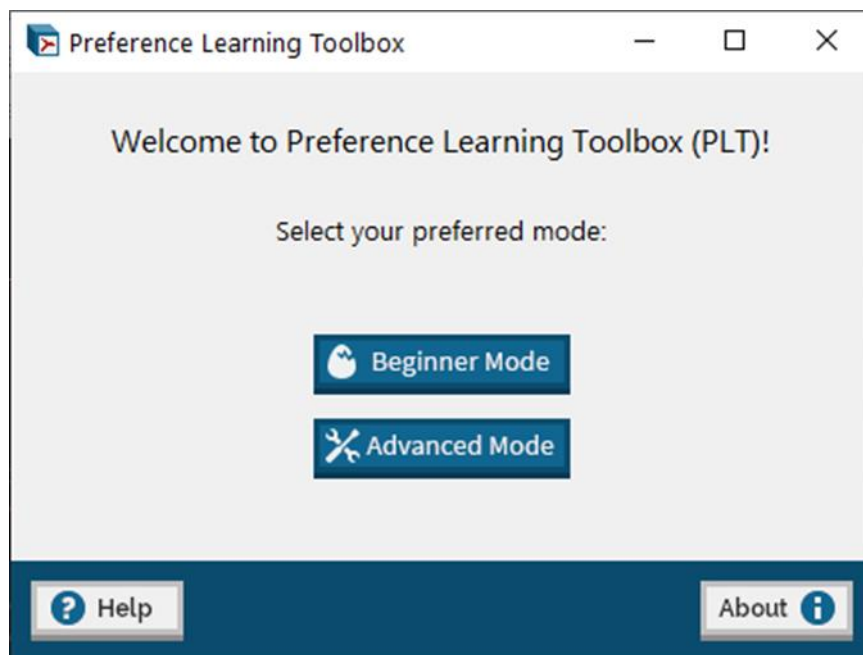 Preference Learning Toolbox
Welcome to Preference Learning Toolbox (PLT)!
Select your preferred mode:
Beginner Mode
Advanced Mode
Help
About